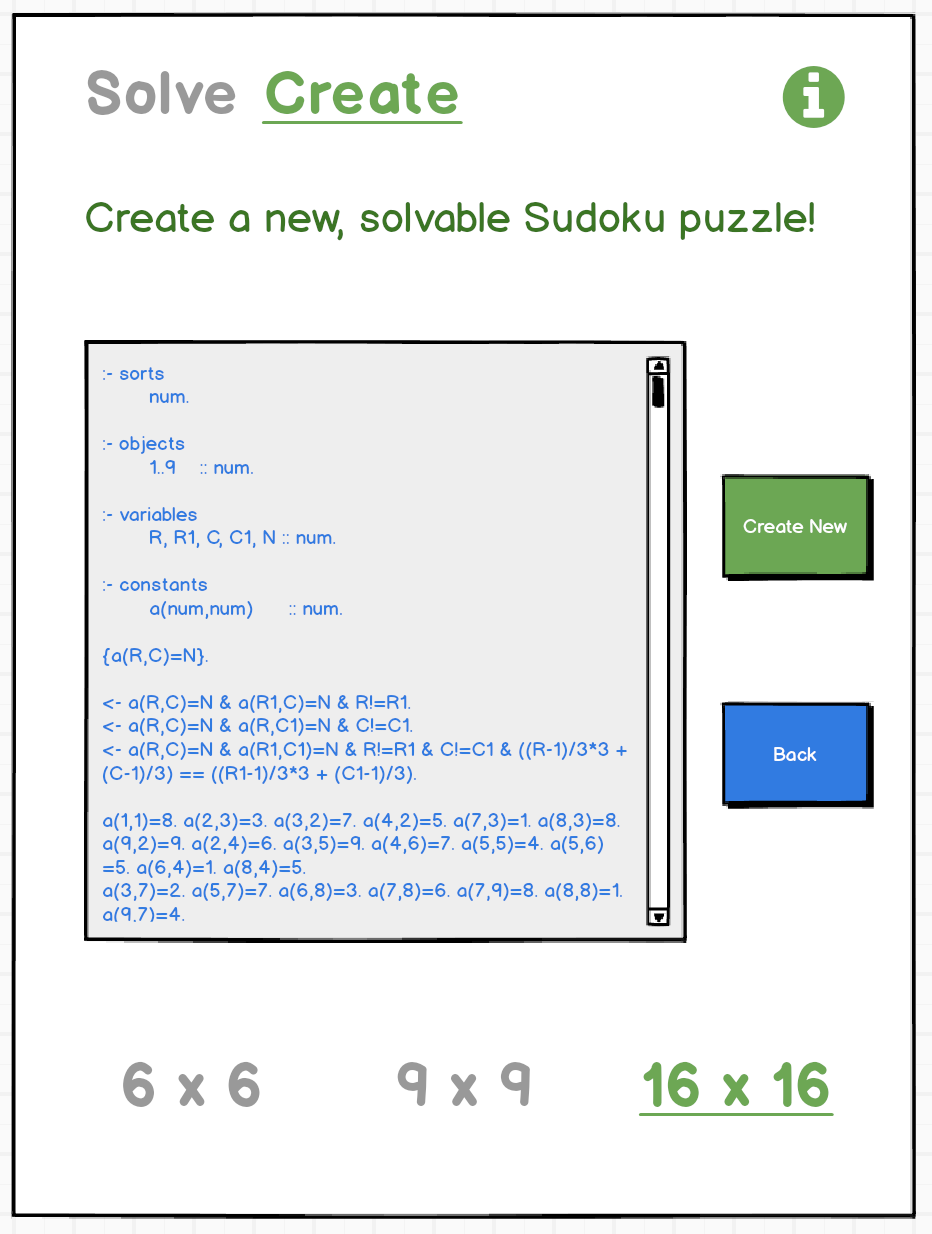 Solve Create
Create a new, solvable Sudoku puzzle!
:- sorts
num.
:- objects
1..9 :: num.
:- variables
R, R1, C, C1, N :: num.
:- constants
a(num,num) :: num.
{a(R,C)=N}.
<- a(R,C)=N & a(R1,C)=N & R!=R1.
<- a(R,C)=N & a(R,C1)=N & C!=C1.
<- a(R,C)=N & a(R1,C1)=N & R!=R1 & C!=C1 & ((R-1)/3*3 +
(C-1)/3) == ((R1-1)/3*3 + (C1-1)/3).
a(1,1)=8. a(2,3)=3. a(3,2)=7. a(4,2)=5. a(7,3)=1. a(8,3)=8.
a(9,2)=9. a(2,4)=6. a(3,5)=9. a(4,6)=7. a(5,5)=4. a(5,6)
=5. a(6,4)=1. a(8,4)=5.
a(3,7)=2. a(5,7)=7. a(6,8)=3. a(7,8)=6. a(7,9)=8. a(8,8)=1.
a(9,7)=4.
Create New
Back
6 x 6 9 x 9 16 x 16